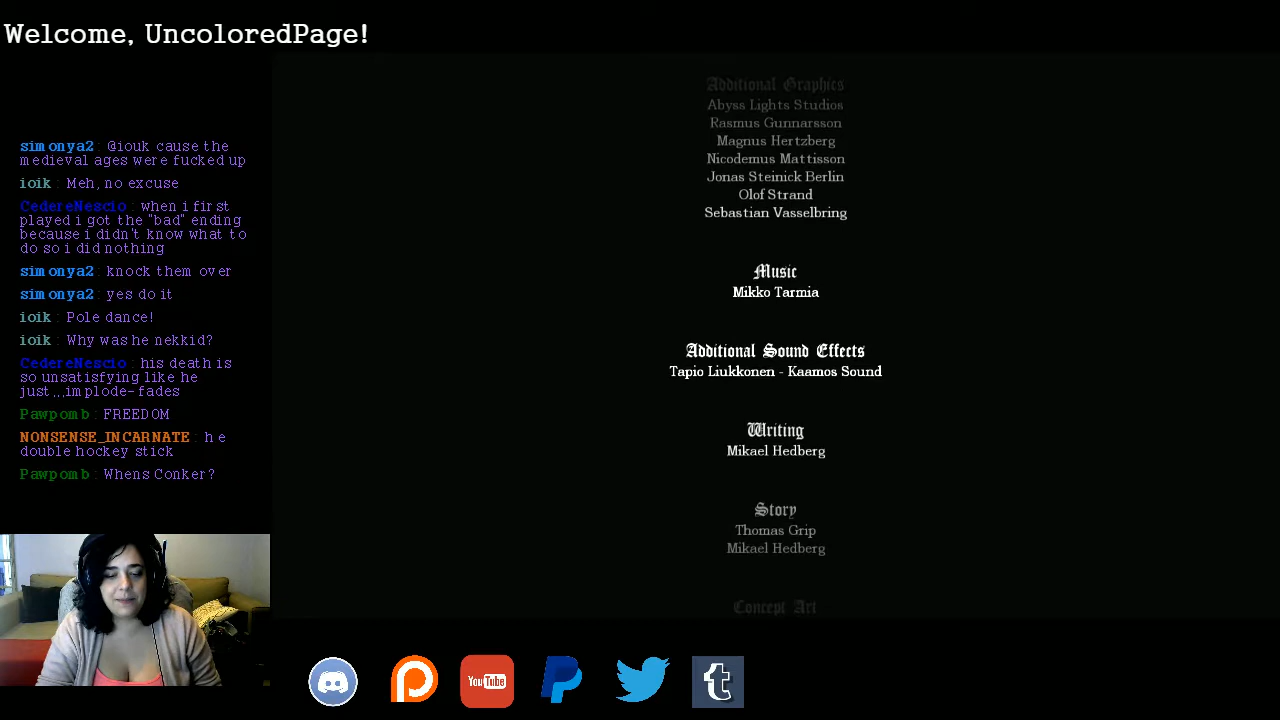 Welcome, UncoloredPage!
simonya2 : @iouk cause the
medieval ages were fucked up
ioik : Meh, no excuse
CedereNescio : when i first
played i got the "bad" ending
because i didn't know what to
do so i did nothing
simonya2 : knock them over
simonya2 : yes do it
ioik : Pole dance!
ioik : Why was he nekkid?
CedereNescio : his death is
so unsatisfying like he
just,,,implode-fades
Pawpomb : FREEDOM
NONSENSE_INCARNATE : h e
double hockey stick
Pawpomb : Whens Conker?
Additional Graphics
Abyss Lights Studios
Rasmus Gunnarsson
Magnus Hertzberg
Nicodemus Mattisson
Jonas Steinick Berlin
Olof Strand
Sebastian Vasselbring
Music
Mikko Tarmia
Additional Sound Effects
Tapio Liukkonen - Kaamos Sound
Writing
Mikael Hedberg
Story
Thomas Grip
Mikael Hedberg
Concept Art
You Tube